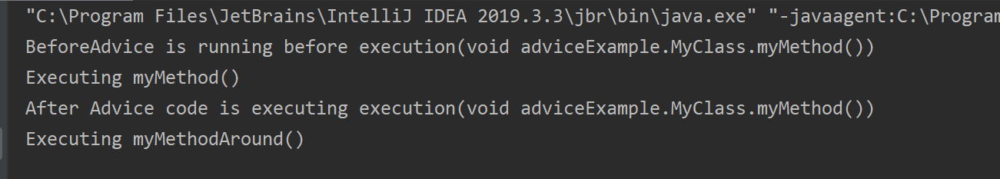 "C:\Program Files\JetBrains\IntelliJ IDEA 2019.3.3\jbr\bin\java.exe" "-javaagent:C:\Program
BeforeAdvice is running before execution(void adviceExample.MyClass.myMethod())
Executing myMethod()
After Advice code is executing execution(void adviceExample.MyClass.myMethod())
Executing myMethodAround()